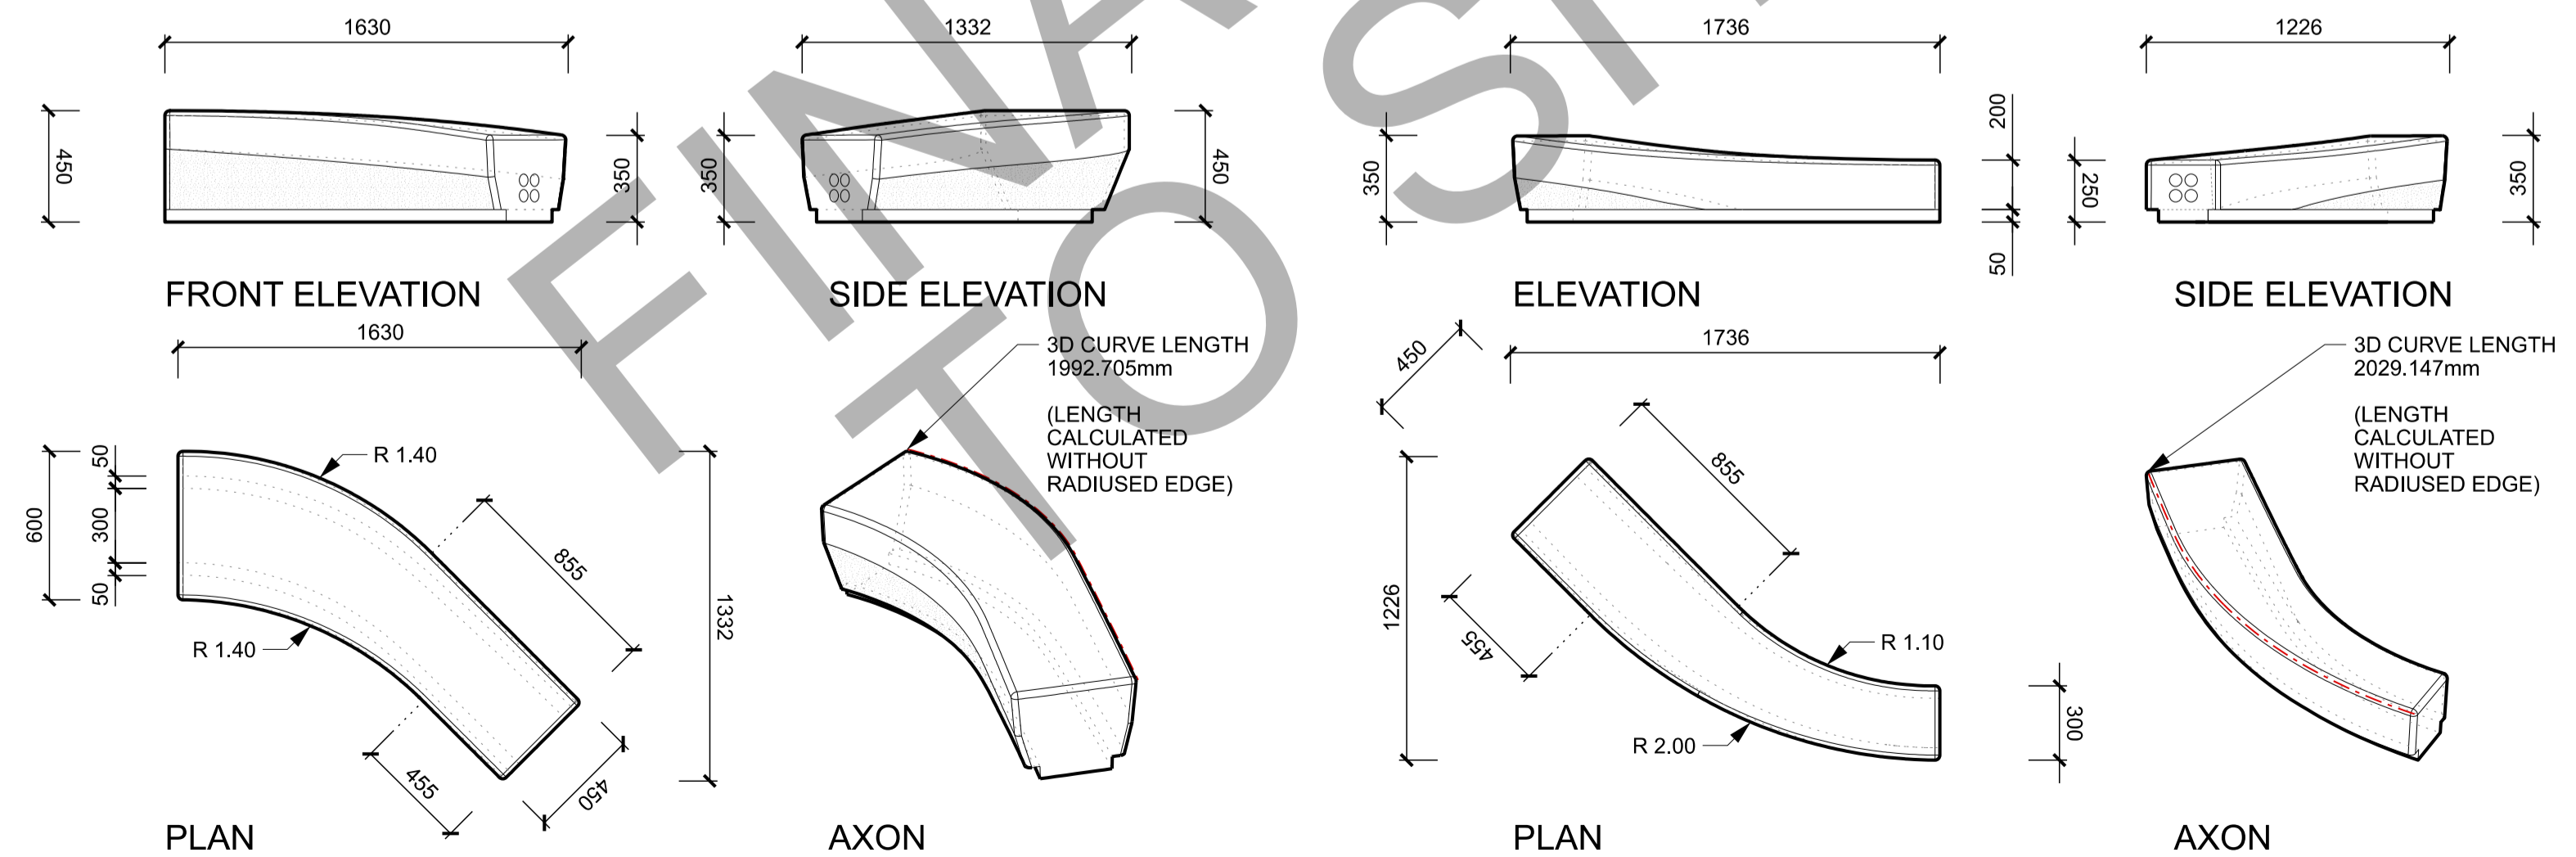 1630
1332
1736
1226
450
350
350
450
350
200
50
250
350
FRONT ELEVATION
SIDE ELEVATION
ELEVATION
SIDE ELEVATION
1630
3D CURVE LENGTH
1992.705mm
(LENGTH
CALCULATED
WITHOUT
RADIUSED EDGE)
450
1736
3D CURVE LENGTH
2029.147mm
(LENGTH
CALCULATED
WITHOUT
RADIUSED EDGE)
600
50
300
50
R 1.40
R 1.40
855
455
450
1332
855
1226
455
R 1.10
R 2.00
300
PLAN
AXON
PLAN
AXON
FINA
TO SI